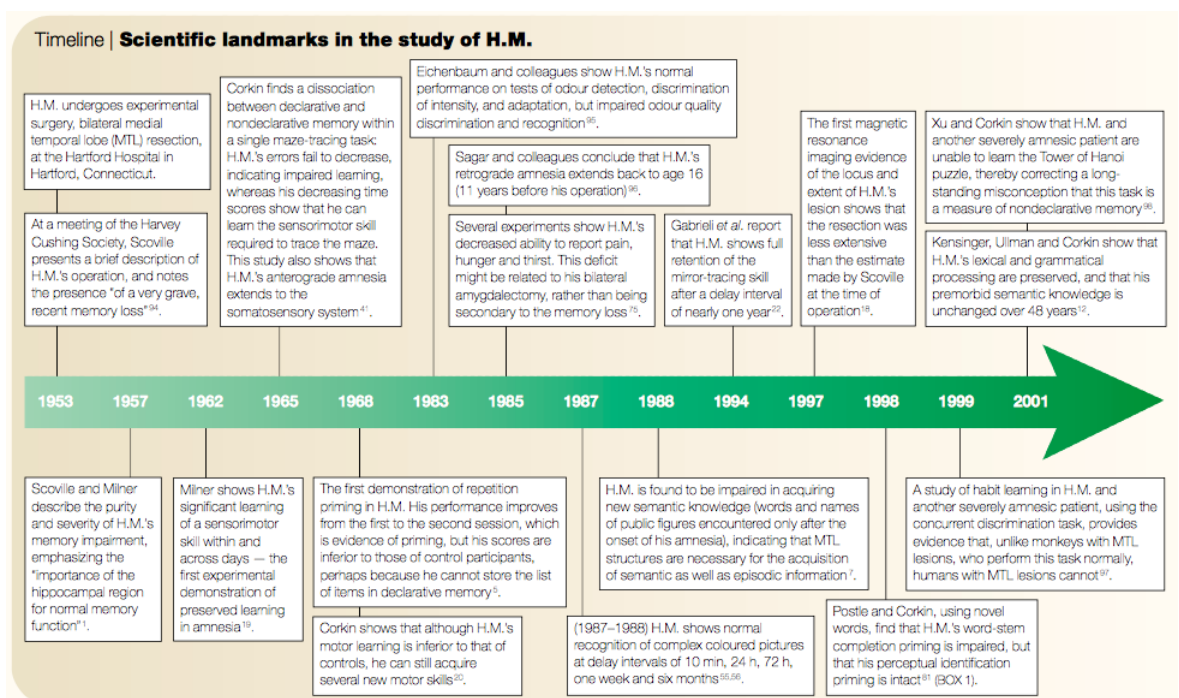 Timeline | Scientific landmarks in the study of H.M.
H.M. undergoes experimental
surgery, bilateral medial
temporal lobe (MTL) resection,
at the Hartford Hospital in
Hartford, Connecticut.
At a meeting of the Harvey
Cushing Society, Scoville
presents a brief description
of H.M.'s operation, and notes
the presence "of a very grave,
recent memory loss"94.
Corkin finds a dissociation
between declarative and
nondeclarative memory within
a single maze-tracing task:
H.M.'s errors fail to decrease,
indicating impaired learning,
whereas his decreasing time
scores show that he can
learn the sensorimotor skill
required to trace the maze.
This study also shows that
H.M.'s anterograde amnesia
extends to the
somatosensory system41.
Eichenbaum and colleagues show H.M.'s normal
performance on tests of odour detection, discrimination
of intensity, and adaptation, but impaired odour quality
discrimination and recognition95.
Sagar and colleagues conclude that H.M.'s
retrograde amnesia extends back to age 16
(11 years before his operation)96.
Several experiments show H.M.'s
decreased ability to report pain,
hunger and thirst. This deficit
might be related to his bilateral
amygdalectomy, rather than being
secondary to the memory loss75.
Gabrieli et al. report
that H.M. shows full
retention of the
mirror-tracing skill
after a delay interval
of nearly one year22.
The first magnetic
resonance
imaging evidence
of the locus and
extent of H.M.'s
lesion shows that
the resection was
less extensive
than the estimate
made by Scoville
at the time of
operation18.
Xu and Corkin show that H.M. and
another severely amnesic patient are
unable to learn the Tower of Hanoi
puzzle, thereby correcting a long-
standing misconception that this task is
a measure of nondeclarative memory98.
Kensinger, Ullman and Corkin show that
H.M.'s lexical and grammatical
processing are preserved, and that his
premorbid semantic knowledge is
unchanged over 48 years12.
1953 1957 1962 1965 1968 1983 1985 1987 1988 1994 1997 1998 1999 2001
Scoville and Milner
describe the purity
and severity of H.M.'s
memory impairment,
emphasizing the
"importance of the
hippocampal region
for normal memory
function"1.
Milner shows H.M.'s
significant learning
of a sensorimotor
skill within and
across days — the
first experimental
demonstration of
preserved learning
in amnesia19.
The first demonstration of repetition
priming in H.M. His performance improves
from the first to the second session, which
is evidence of priming, but his scores are
inferior to those of control participants,
perhaps because he cannot store the list
of items in declarative memory5.
Corkin shows that although H.M.'s
motor learning is inferior to that of
controls, he can still acquire
several new motor skills20.
(1987–1988) H.M. shows normal
recognition of complex coloured pictures
at delay intervals of 10 min, 24 h, 72 h,
one week and six months55,56.
H.M. is found to be impaired in acquiring
new semantic knowledge (words and names
of public figures encountered only after the
onset of his amnesia), indicating that MTL
structures are necessary for the acquisition
of semantic as well as episodic information7.
Postle and Corkin, using novel
words, find that H.M.'s word-stem
completion priming is impaired, but
that his perceptual identification
priming is intact81 (BOX 1).
A study of habit learning in H.M. and
another severely amnesic patient, using the
concurrent discrimination task, provides
evidence that, unlike monkeys with MTL
lesions, who perform this task normally,
humans with MTL lesions cannot97.